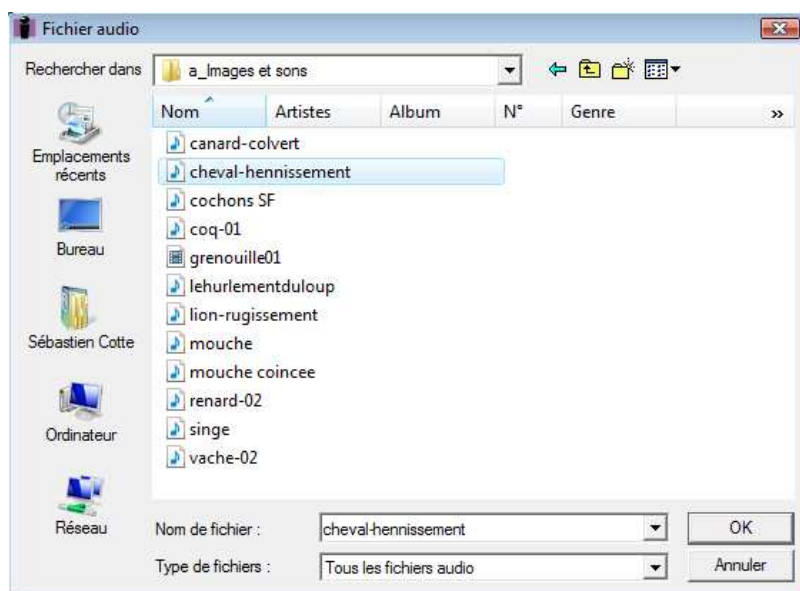 Fichier audio
Rechercher dans
a_Images et sons
Nom Artistes Album N° Genre »
Emplacements
récents
Bureau
Sébastien Cotte
Ordinateur
Réseau
canard-colvert
cheval-hennissement
cochons SF
coq-01
grenouille01
lehurlementduloup
lion-rugissement
mouche
mouche coincee
renard-02
singe
vache-02
Nom de fichier : cheval-hennissement OK
Type de fichiers : Tous les fichiers audio Annuler